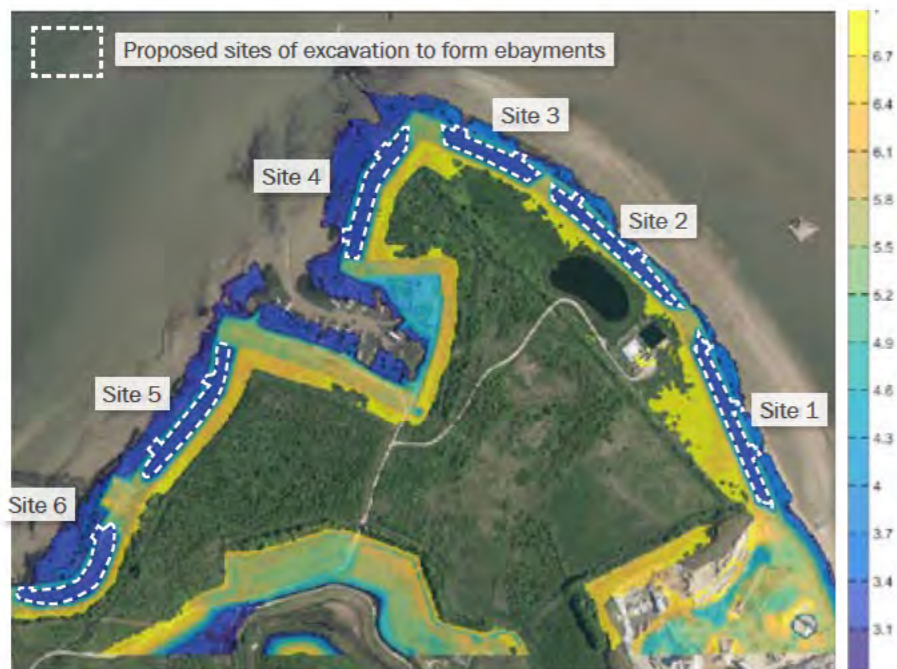 Proposed sites of excavation to form ebayments
Site 3
Site 4
Site 2
Site 5
Site 1
Site 6
6.7
6.4
6.1
5.8
5.5
5.2
4.9
4.6
4.3
4
3.7
3.4
3.1